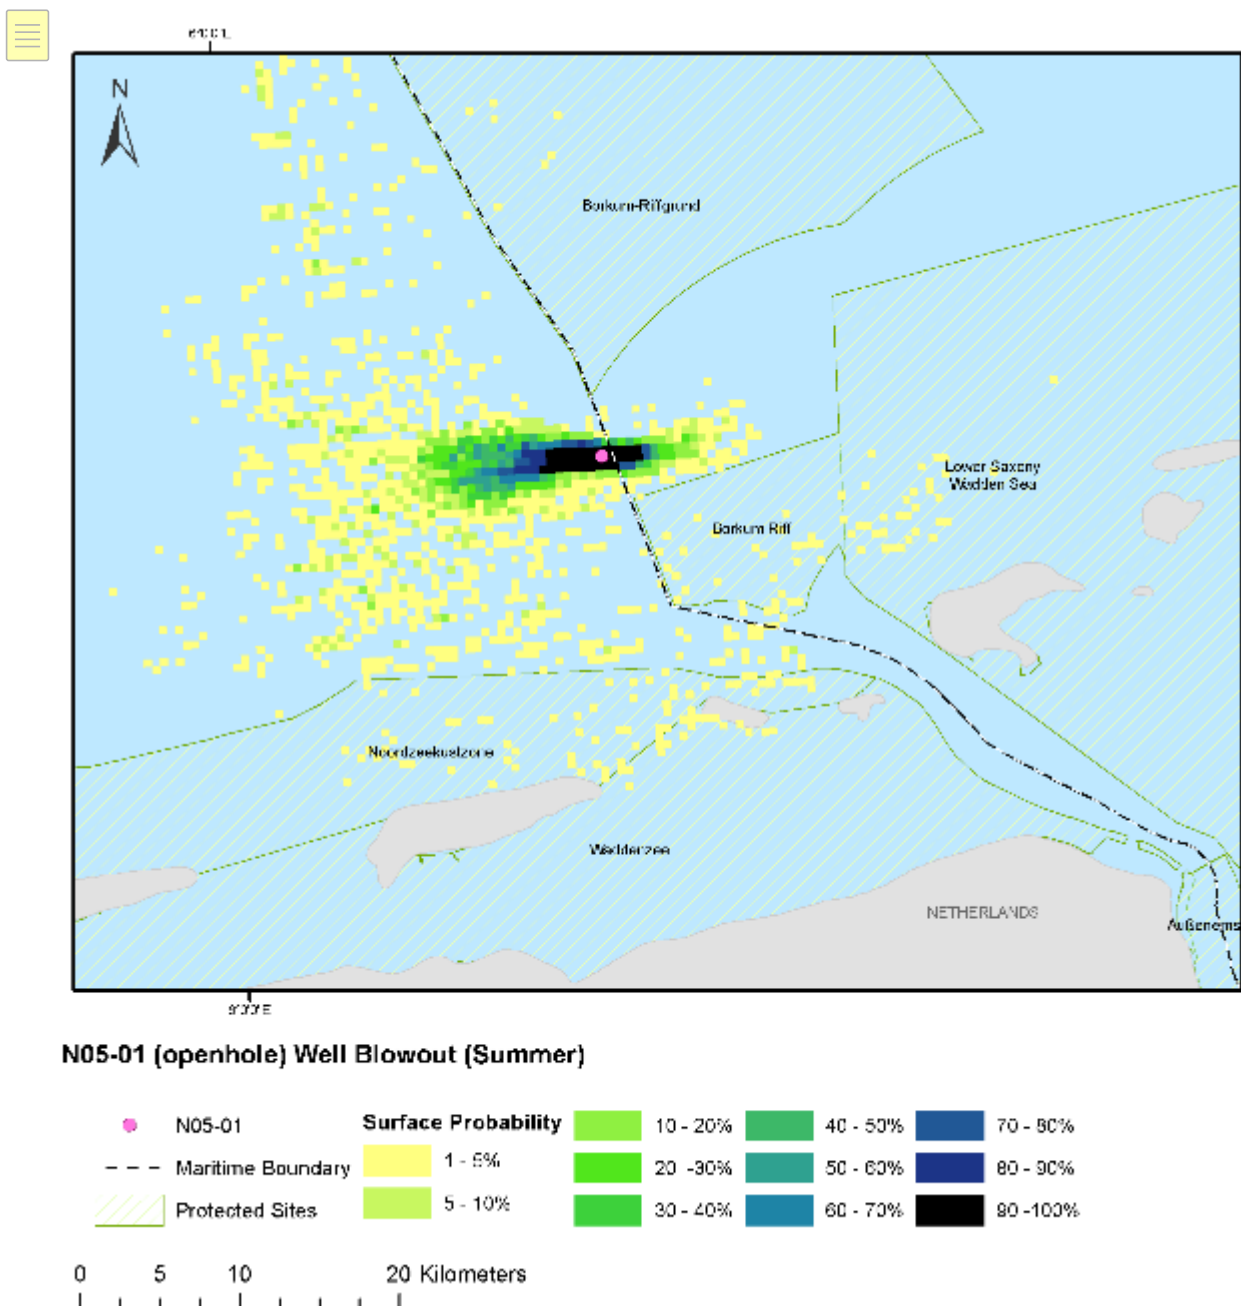 N
Borkum-Riffgrund
Lower Saxony
Wadden Sea
Borkum Riff
Noordzeekustzone
Waddenzee
NETHERLANDS
Außenems
N05-01 (openhole) Well Blowout (Summer)
N05-01
Maritime Boundary
Protected Sites
Surface Probability
1 - 5%
5 - 10%
10 - 20%
20 -30%
30 - 40%
40 - 50%
50 - 60%
60 - 70%
70 - 80%
80 - 90%
90 -100%
0 5 10 20 Kilometers